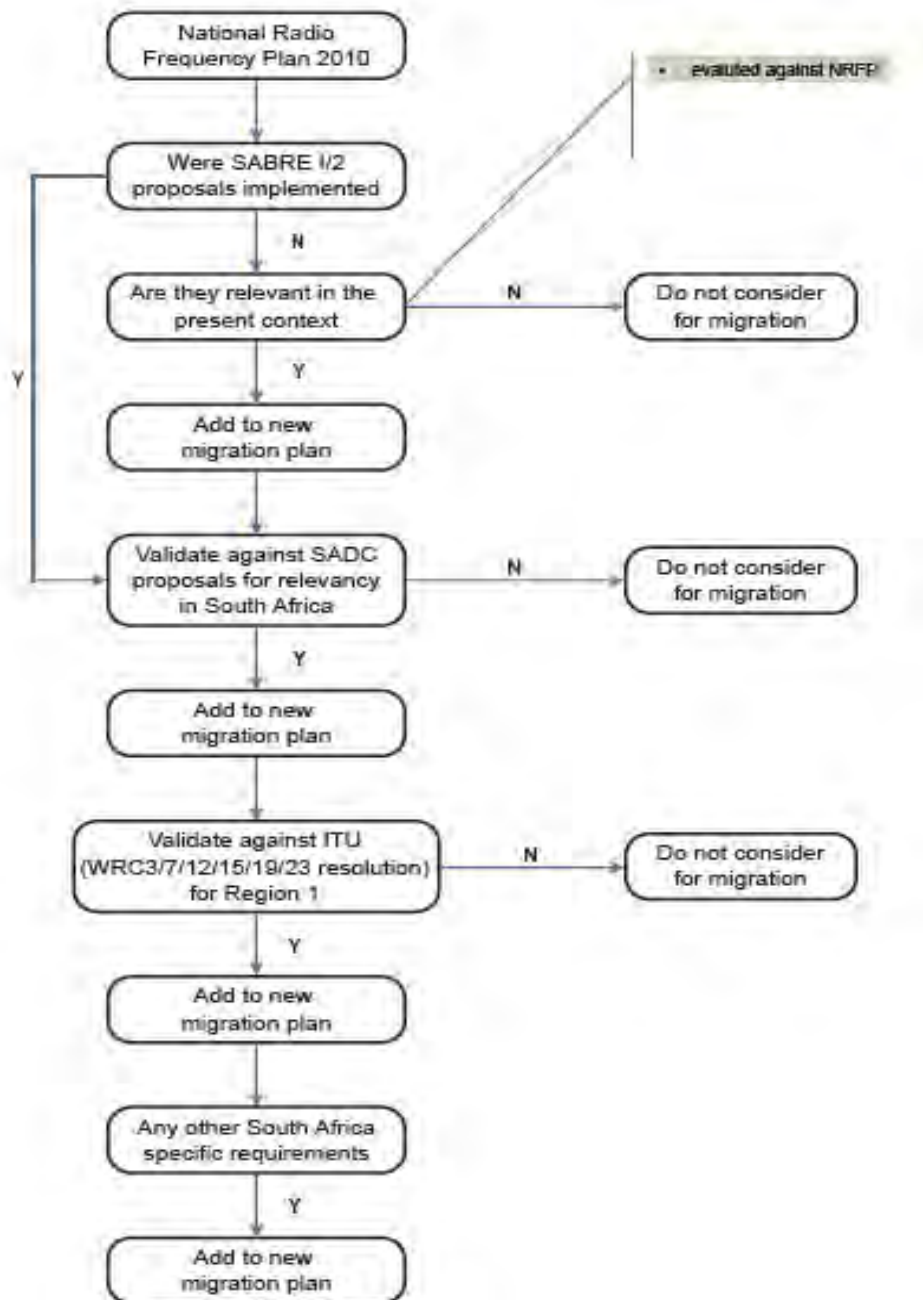 National Radio
Frequency Plan 2010
• evaluted against NRFP
Were SABRE I/2
proposals implemented
N
Are they relevant in the
present context
N
Do not consider
for migration
Y
Y
Add to new
migration plan
Validate against SADC
proposals for relevancy
in South Africa
N
Do not consider
for migration
Y
Add to new
migration plan
Validate against ITU
(WRC3/7/12/15/19/23 resolution)
for Region 1
N
Do not consider
for migration
Y
Add to new
migration plan
Any other South Africa
specific requirements
Y
Add to new
migration plan